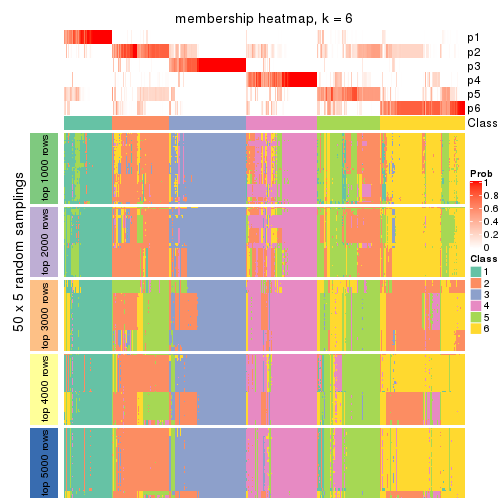 membership heatmap, k = 6
p1
p2
p3
p4
p5
p6
Class
50 x 5 random samplings
top 1000 rows
top 2000 rows
top 3000 rows
top 4000 rows
top 5000 rows
Prob
1
0.8
0.6
0.4
0.2
0
Class
1
2
3
4
5
6